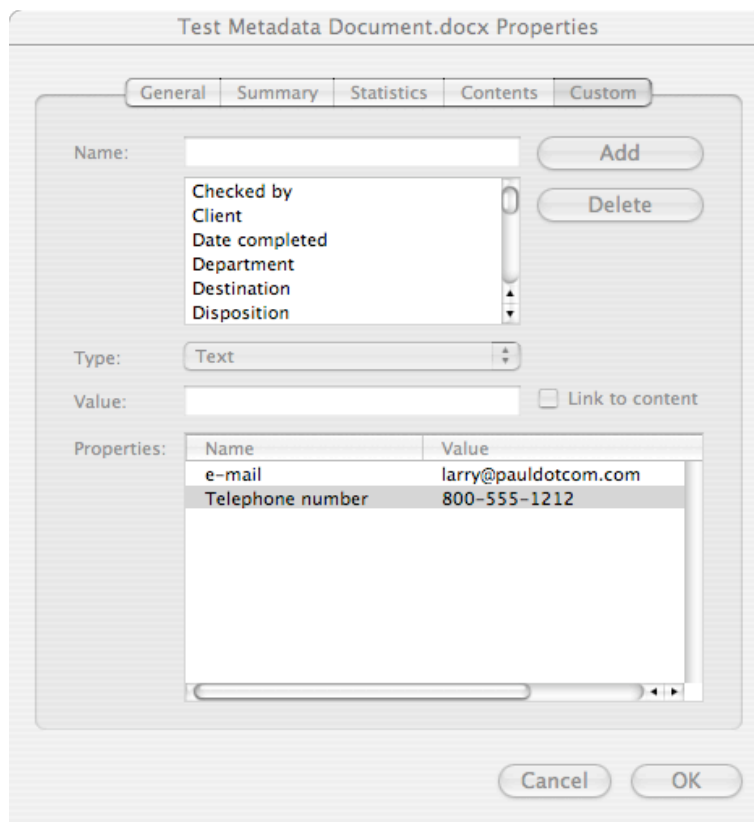 Test Metadata Document.docx Properties
General Summary Statistics Contents Custom
Name: Add
Checked by
Client
Date completed
Department
Destination
Disposition
Delete
Type: Text
Value: Link to content
Properties: Name Value
e-mail larry@pauldotcom.com
Telephone number 800-555-1212
Cancel OK